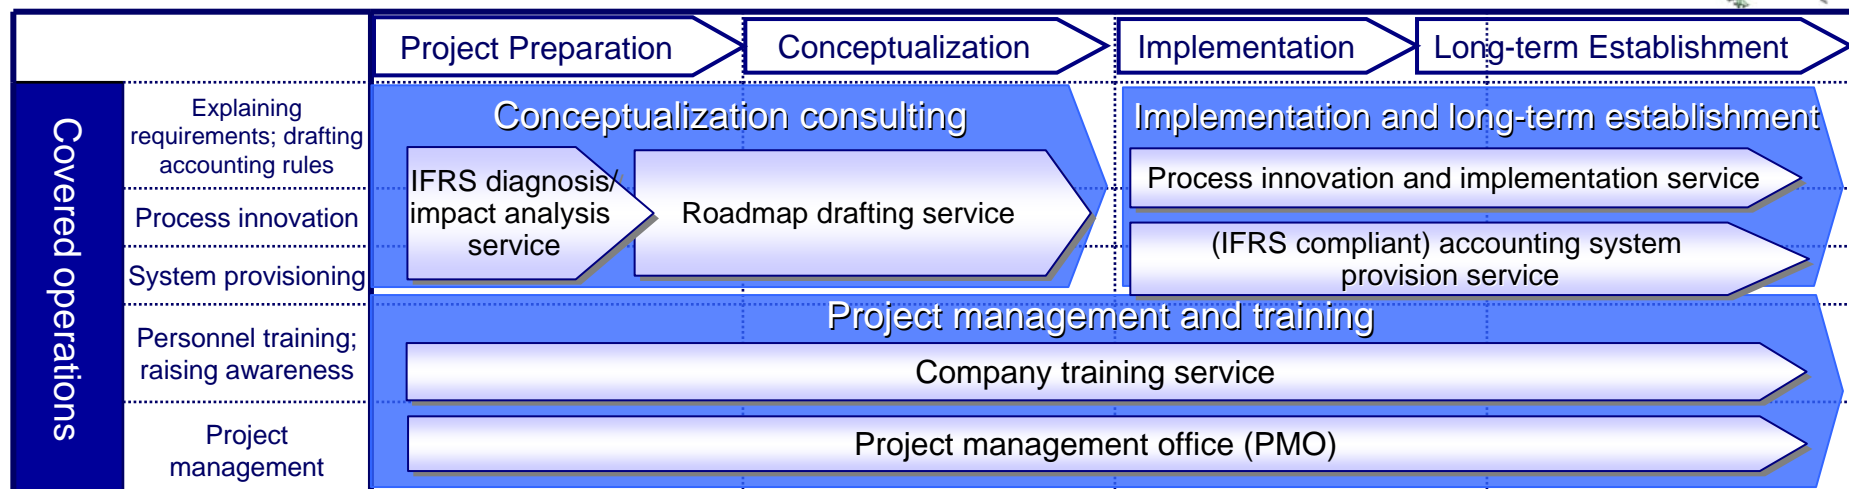 Project Preparation
Conceptualization
Implementation
Long-term Establishment
Covered operations
Explaining
requirements; drafting
accounting rules
Process innovation
System provisioning
Personnel training;
raising awareness
Project
management
Conceptualization consulting
IFRS diagnosis/
impact analysis
service
Roadmap drafting service
Implementation and long-term establishment
Process innovation and implementation service
(IFRS compliant) accounting system
provision service
Project management and training
Company training service
Project management office (PMO)